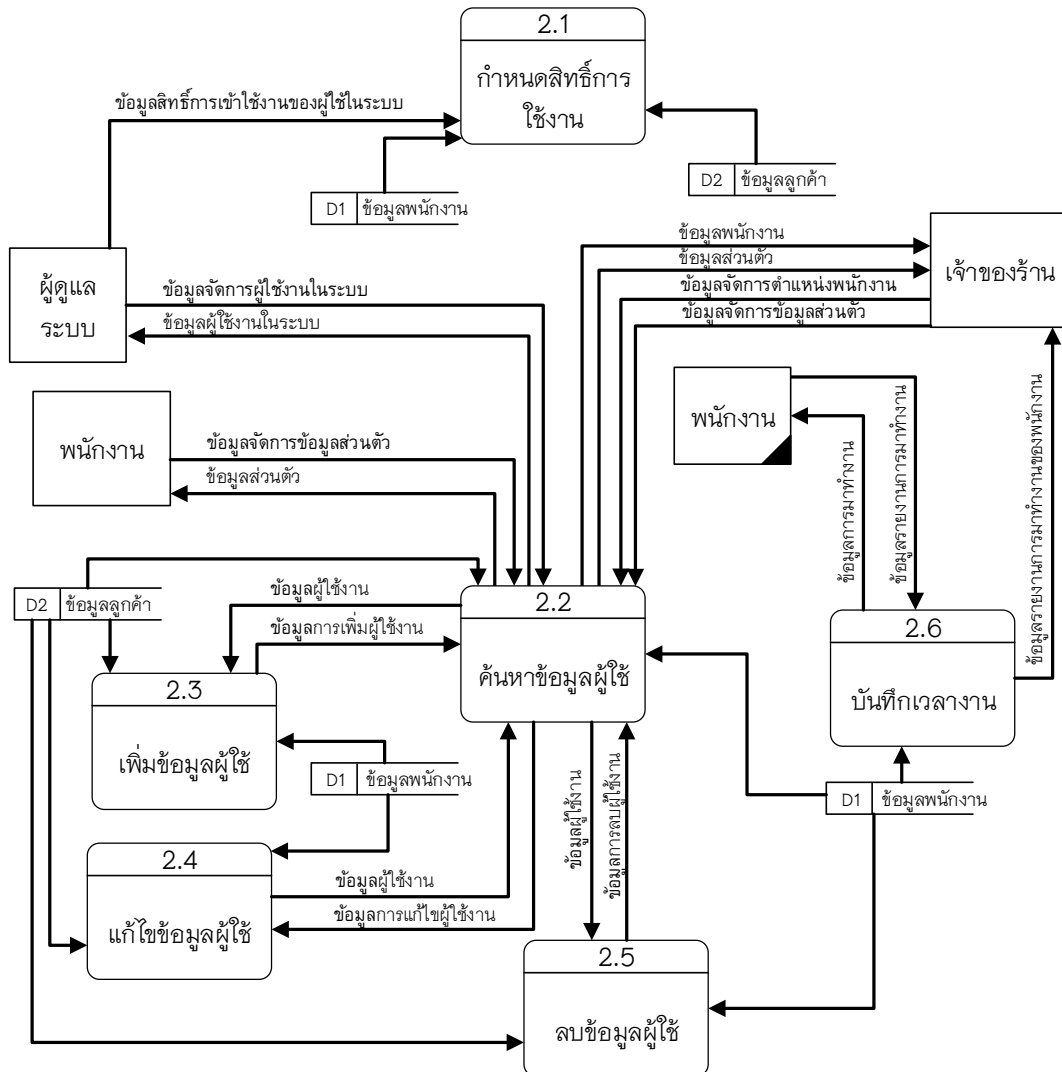 2.1
กำหนดสิทธิ์การ
ใช้งาน
ข้อมูลสิทธิ์การเข้าใช้งานของผู้ใช้ในระบบ
D1 ข้อมูลพนักงาน
D2 ข้อมูลลูกค้า
ผู้ดูแล
ระบบ
ข้อมูลจัดการผู้ใช้งานในระบบ
ข้อมูลผู้ใช้งานในระบบ
ข้อมูลพนักงาน
ข้อมูลส่วนตัว
ข้อมูลจัดการตำแหน่งพนักงาน
ข้อมูลจัดการข้อมูลส่วนตัว
เจ้าของร้าน
พนักงาน
ข้อมูลจัดการข้อมูลส่วนตัว
ข้อมูลส่วนตัว
พนักงาน
ข้อมูลการมาทำงาน
ข้อมูลรายงานการมาทำงาน
ข้อมูลรายงานการมาทำงานของพนักงาน
D2 ข้อมูลลูกค้า
ข้อมูลผู้ใช้งาน
ข้อมูลการเพิ่มผู้ใช้งาน
2.2
ค้นหาข้อมูลผู้ใช้
2.6
บันทึกเวลางาน
2.3
เพิ่มข้อมูลผู้ใช้
D1 ข้อมูลพนักงาน
D1 ข้อมูลพนักงาน
ข้อมูลผู้ใช้งาน
ข้อมูลการลบผู้ใช้งาน
2.4
แก้ไขข้อมูลผู้ใช้
ข้อมูลผู้ใช้งาน
ข้อมูลการแก้ไขผู้ใช้งาน
2.5
ลบข้อมูลผู้ใช้